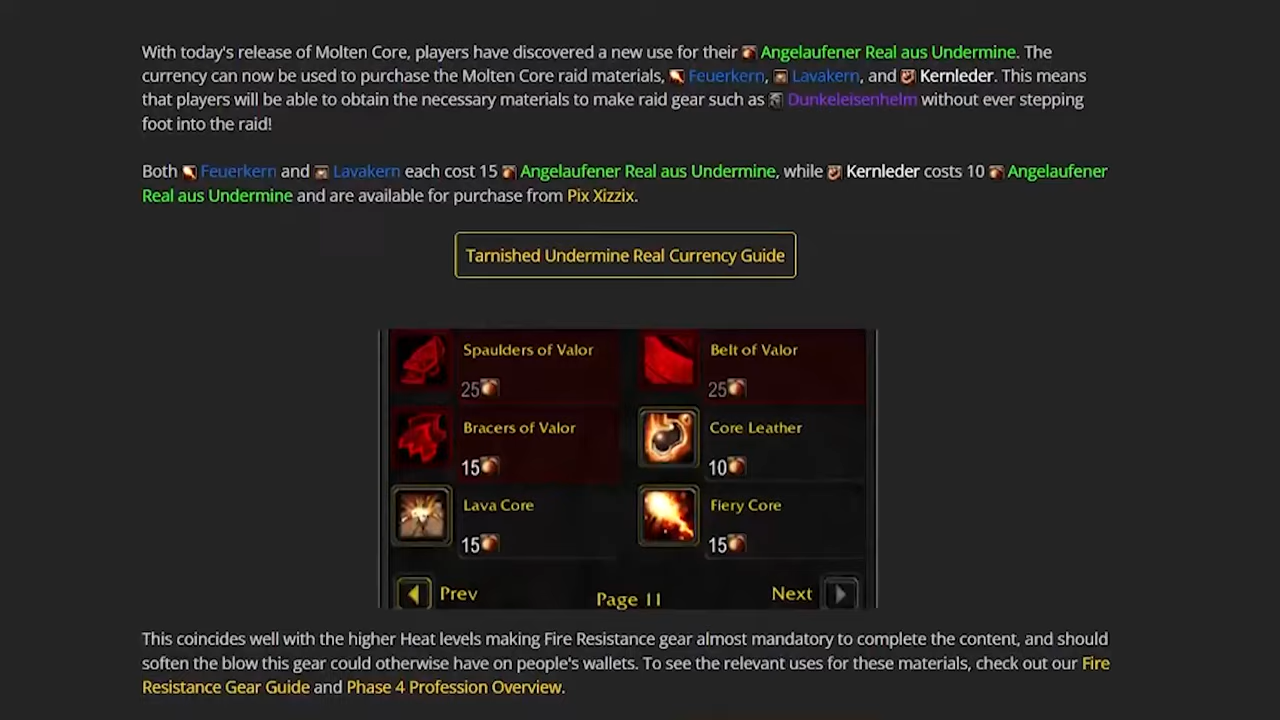 With today's release of Molten Core, players have discovered a new use for their Angelaufener Real aus Undermine. The
currency can now be used to purchase the Molten Core raid materials, Feuerkern, Lavakern, and Kernleder. This means
that players will be able to obtain the necessary materials to make raid gear such as Dunkeleisenhelm without ever stepping
foot into the raid!
Both Feuerkern and Lavakern each cost 15 Angelaufener Real aus Undermine, while Kernleder costs 10 Angelaufener
Real aus Undermine and are available for purchase from Pix Xizzix.
Tarnished Undermine Real Currency Guide
Spaulders of Valor
25
Belt of Valor
25
Bracers of Valor
15
Core Leather
10
Lava Core
15
Fiery Core
15
Prev
Page 11
Next
This coincides well with the higher Heat levels making Fire Resistance gear almost mandatory to complete the content, and should
soften the blow this gear could otherwise have on people's wallets. To see the relevant uses for these materials, check out our Fire
Resistance Gear Guide and Phase 4 Profession Overview.